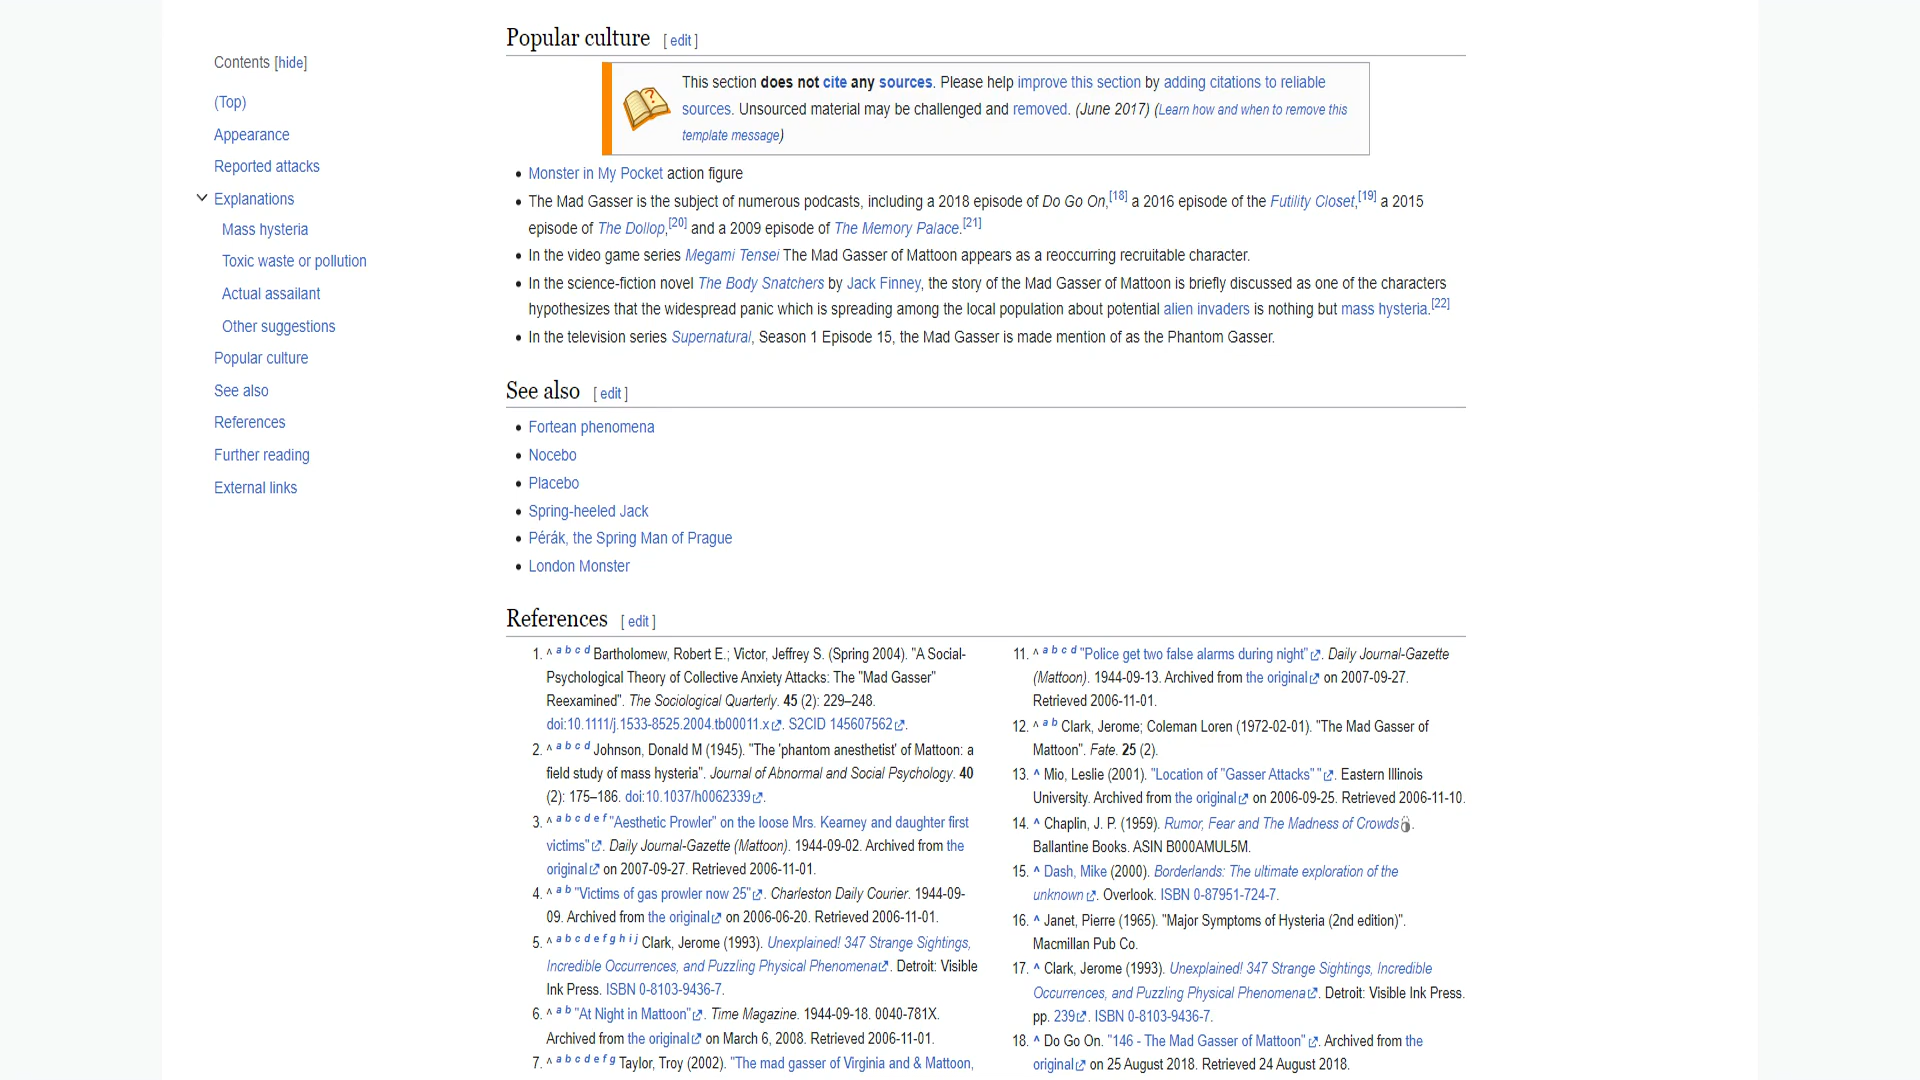 Contents [hide]
(Top)
Appearance
Reported attacks
Explanations
Mass hysteria
Toxic waste or pollution
Actual assailant
Other suggestions
Popular culture
See also
References
Further reading
External links
Popular culture [ edit ]
This section does not cite any sources. Please help improve this section by adding citations to reliable
sources. Unsourced material may be challenged and removed. (June 2017) (Learn how and when to remove this
template message)
• Monster in My Pocket action figure
• The Mad Gasser is the subject of numerous podcasts, including a 2018 episode of Do Go On,[18] a 2016 episode of the Futility Closet,[19] a 2015
episode of The Dollop,[20] and a 2009 episode of The Memory Palace.[21]
• In the video game series Megami Tensei The Mad Gasser of Mattoon appears as a reoccurring recruitable character.
• In the science-fiction novel The Body Snatchers by Jack Finney, the story of the Mad Gasser of Mattoon is briefly discussed as one of the characters
hypothesizes that the widespread panic which is spreading among the local population about potential alien invaders is nothing but mass hysteria.[22]
• In the television series Supernatural, Season 1 Episode 15, the Mad Gasser is made mention of as the Phantom Gasser.
See also [ edit ]
• Fortean phenomena
• Nocebo
• Placebo
• Spring-heeled Jack
• Pérák, the Spring Man of Prague
• London Monster
References [ edit ]
1. ^ a b c d Bartholomew, Robert E.; Victor, Jeffrey S. (Spring 2004). "A Social-
Psychological Theory of Collective Anxiety Attacks: The "Mad Gasser"
Reexamined". The Sociological Quarterly. 45 (2): 229–248.
doi:10.1111/j.1533-8525.2004.tb00011.x. S2CID 145607562.
2. ^ a b c d Johnson, Donald M (1945). "The 'phantom anesthetist' of Mattoon: a
field study of mass hysteria". Journal of Abnormal and Social Psychology. 40
(2): 175–186. doi:10.1037/h0062339.
3. ^ a b c d e f "Aesthetic Prowler" on the loose Mrs. Kearney and daughter first
victims". Daily Journal-Gazette (Mattoon). 1944-09-02. Archived from the
original on 2007-09-27. Retrieved 2006-11-01.
4. ^ a b "Victims of gas prowler now 25". Charleston Daily Courier. 1944-09-
09. Archived from the original on 2006-06-20. Retrieved 2006-11-01.
5. ^ a b c d e f g h i j Clark, Jerome (1993). Unexplained! 347 Strange Sightings,
Incredible Occurrences, and Puzzling Physical Phenomena. Detroit: Visible
Ink Press. ISBN 0-8103-9436-7.
6. ^ a b "At Night in Mattoon". Time Magazine. 1944-09-18. 0040-781X.
Archived from the original on March 6, 2008. Retrieved 2006-11-01.
7. ^ a b c d e f g Taylor, Troy (2002). "The mad gasser of Virginia and & Mattoon,
11. ^ a b c d "Police get two false alarms during night". Daily Journal-Gazette
(Mattoon). 1944-09-13. Archived from the original on 2007-09-27.
Retrieved 2006-11-01.
12. ^ a b Clark, Jerome; Coleman Loren (1972-02-01). "The Mad Gasser of
Mattoon". Fate. 25 (2).
13. ^ Mio, Leslie (2001). "Location of "Gasser Attacks" ". Eastern Illinois
University. Archived from the original on 2006-09-25. Retrieved 2006-11-10.
14. ^ Chaplin, J. P. (1959). Rumor, Fear and The Madness of Crowds.
Ballantine Books. ASIN B000AMUL5M.
15. ^ Dash, Mike (2000). Borderlands: The ultimate exploration of the
unknown. Overlook. ISBN 0-87951-724-7.
16. ^ Janet, Pierre (1965). "Major Symptoms of Hysteria (2nd edition)".
Macmillan Pub Co.
17. ^ Clark, Jerome (1993). Unexplained! 347 Strange Sightings, Incredible
Occurrences, and Puzzling Physical Phenomena. Detroit: Visible Ink Press.
pp. 239. ISBN 0-8103-9436-7.
18. ^ Do Go On. "146 - The Mad Gasser of Mattoon". Archived from the
original on 25 August 2018. Retrieved 24 August 2018.